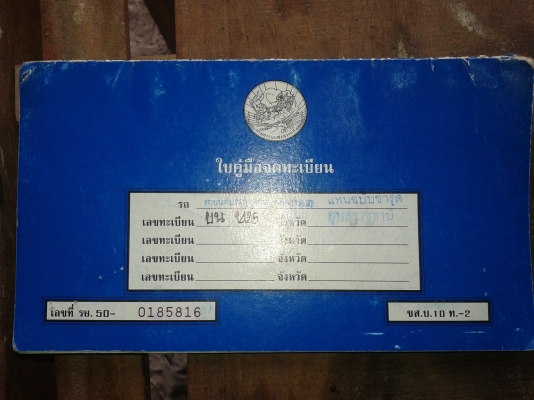 ใบคู่มือจดทะเบียน
รถ แทนฉบับชำรุด
เลขทะเบียน บน จังหวัด
เลขทะเบียน จังหวัด
เลขทะเบียน จังหวัด
เลขทะเบียน จังหวัด
เลขที่ รย. 50- 0185816
ขส.บ.10 ท.-2